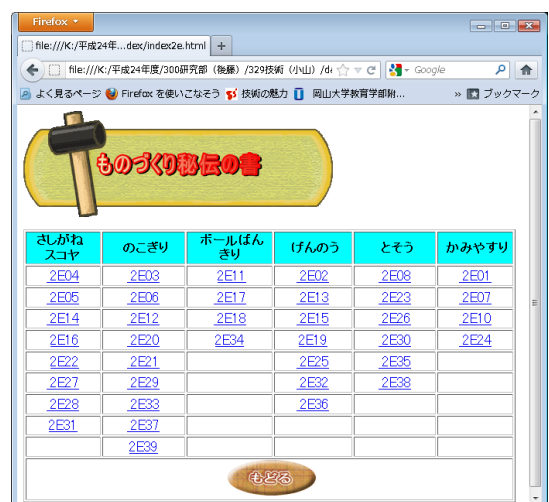 Firefox
file:///K:/平成24年...dex/index2e.html
file:///K:/平成24年度/300研究部（後藤）/329技術（小山）/de
Google
よく見るページ Firefox を使いこなそう 技術の魅力 岡山大学教育学部附... » ブックマーク
ものづくり秘伝の書
さしがねスコヤ のこぎり ボールばんきり げんのう とそう かみやすり
2E04 2E03 2E11 2E02 2E08 2E01
2E05 2E06 2E17 2E13 2E23 2E07
2E14 2E12 2E18 2E15 2E26 2E10
2E16 2E20 2E34 2E19 2E30 2E24
2E22 2E21 2E25 2E35
2E27 2E29 2E32 2E38
2E28 2E33 2E36
2E31 2E37
2E39
もどる